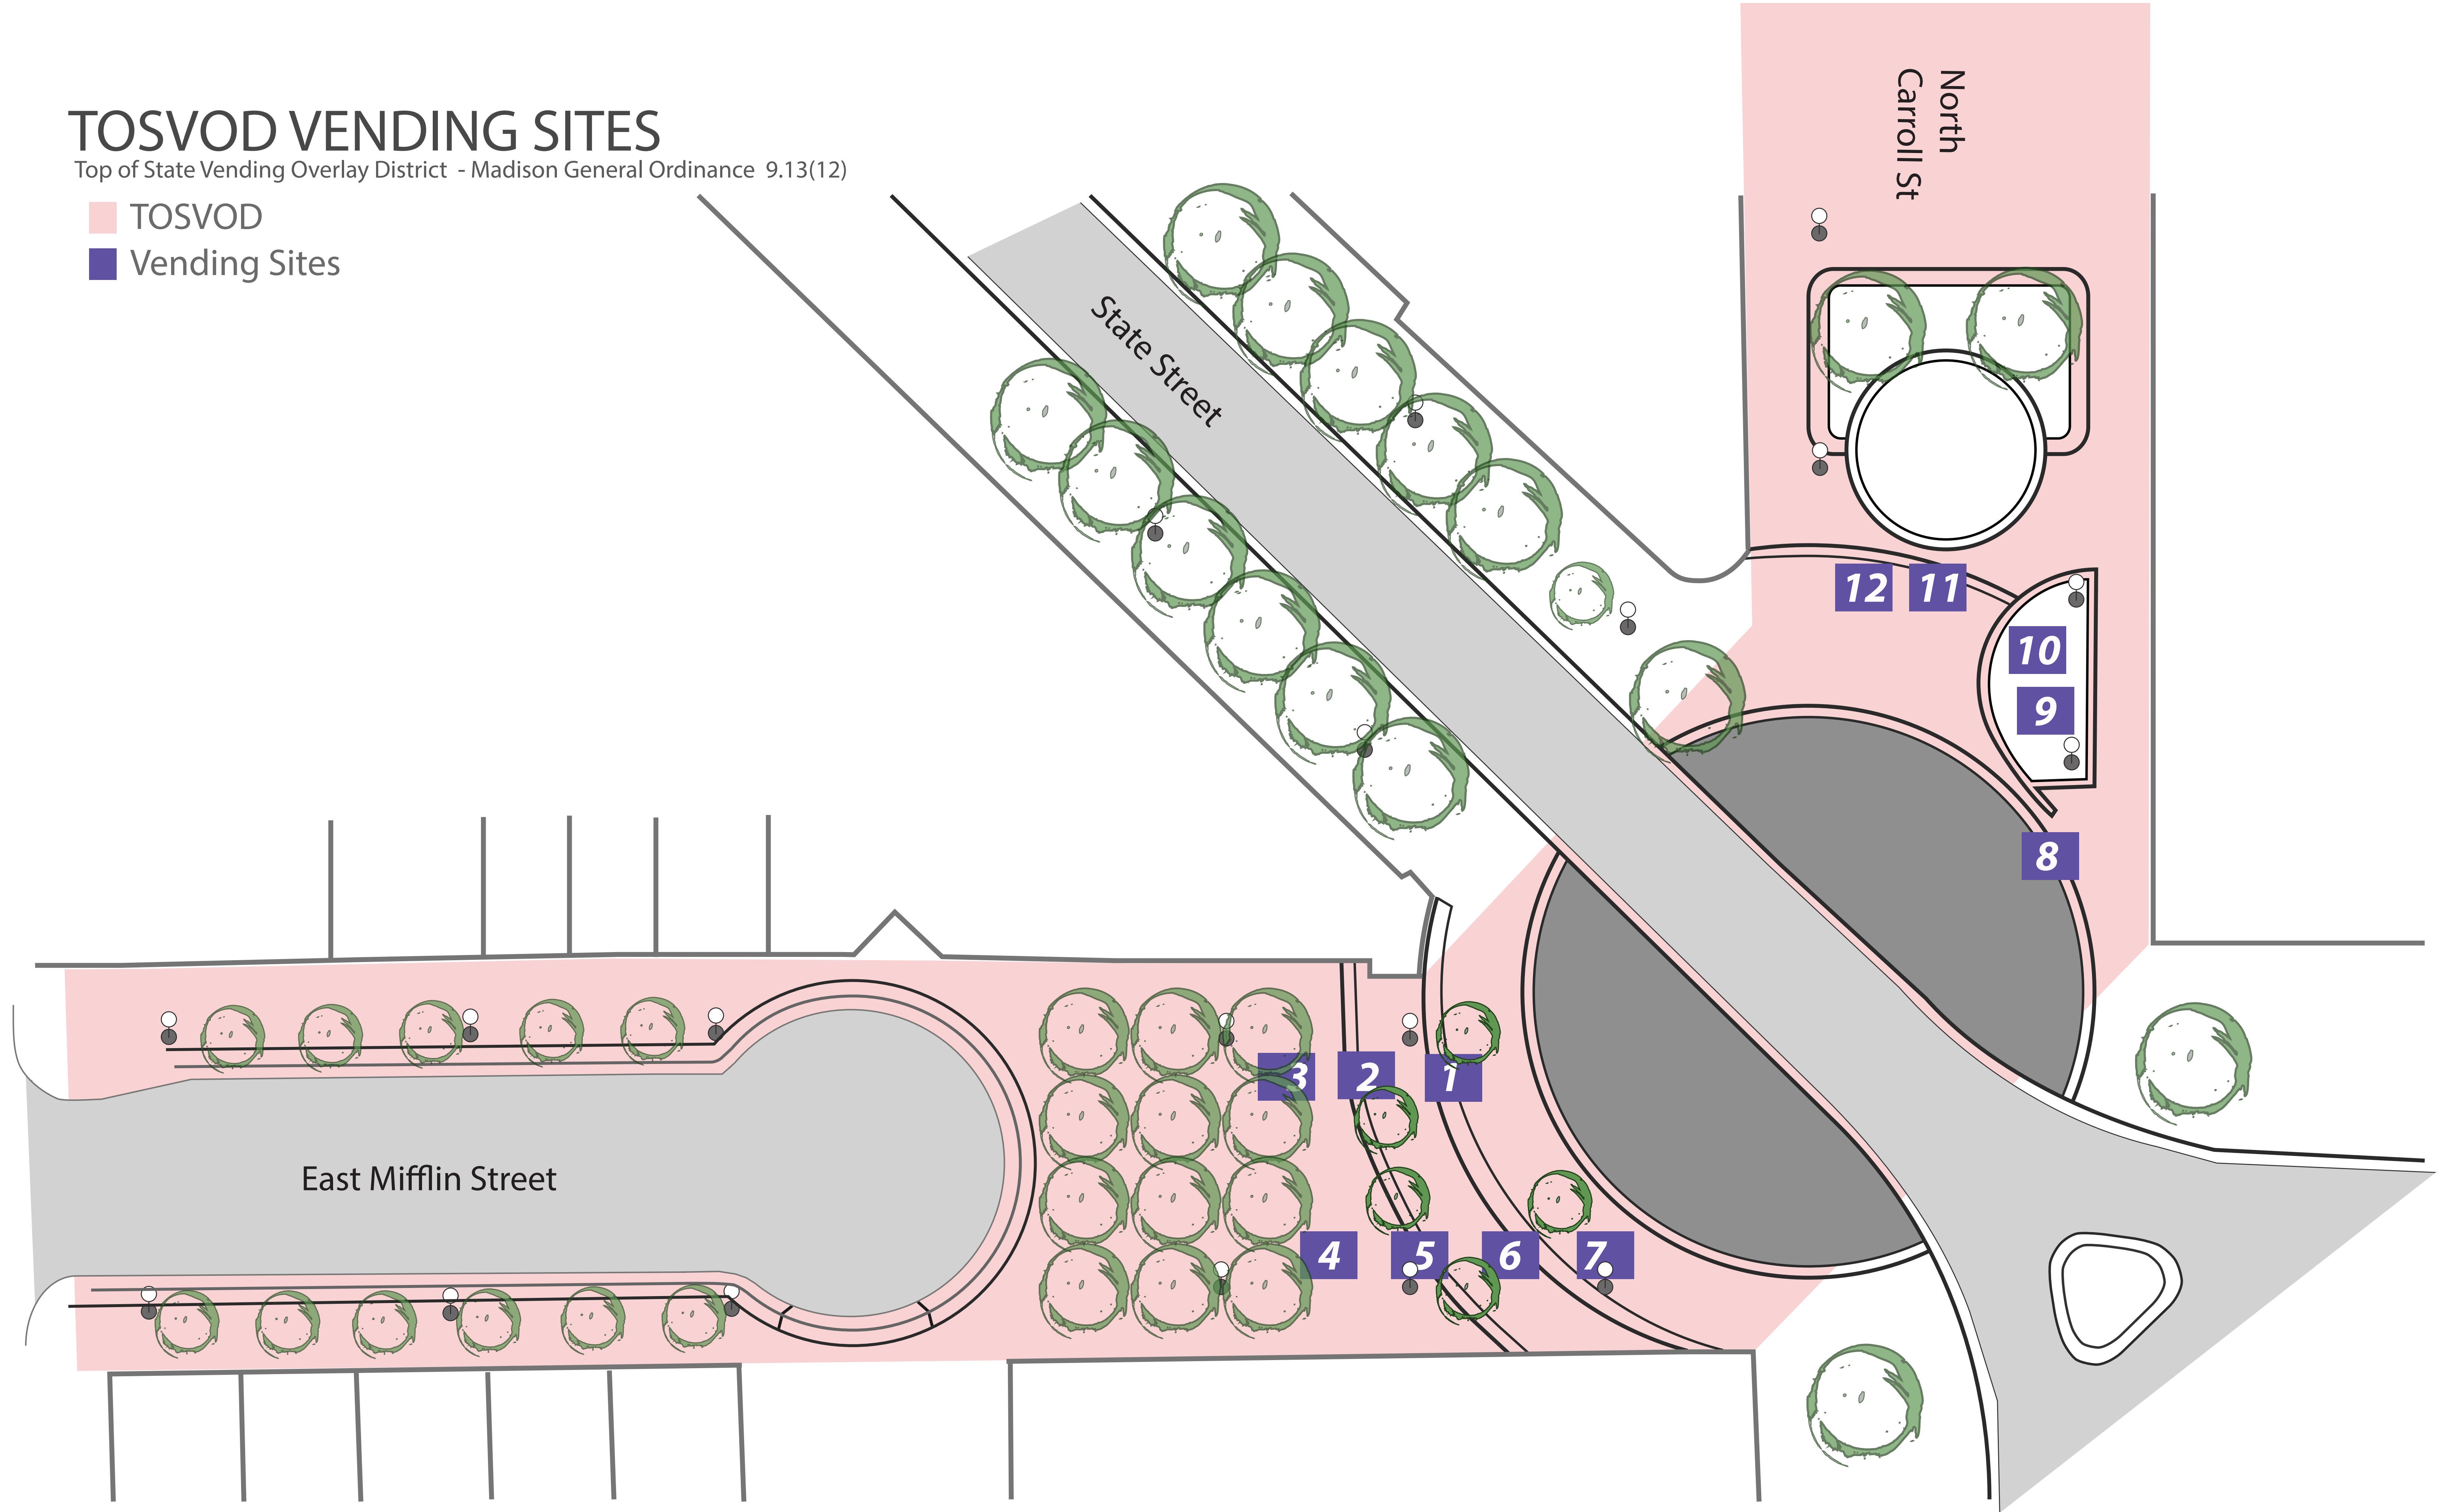 TOSVOD VENDING SITES
Top of State Vending Overlay District - Madison General Ordinance 9.13(12)
TOSVOD
Vending Sites
North
Carroll St
State Street
12 11
10
9
8
3 2 1
East Mifflin Street
4 5 6 7